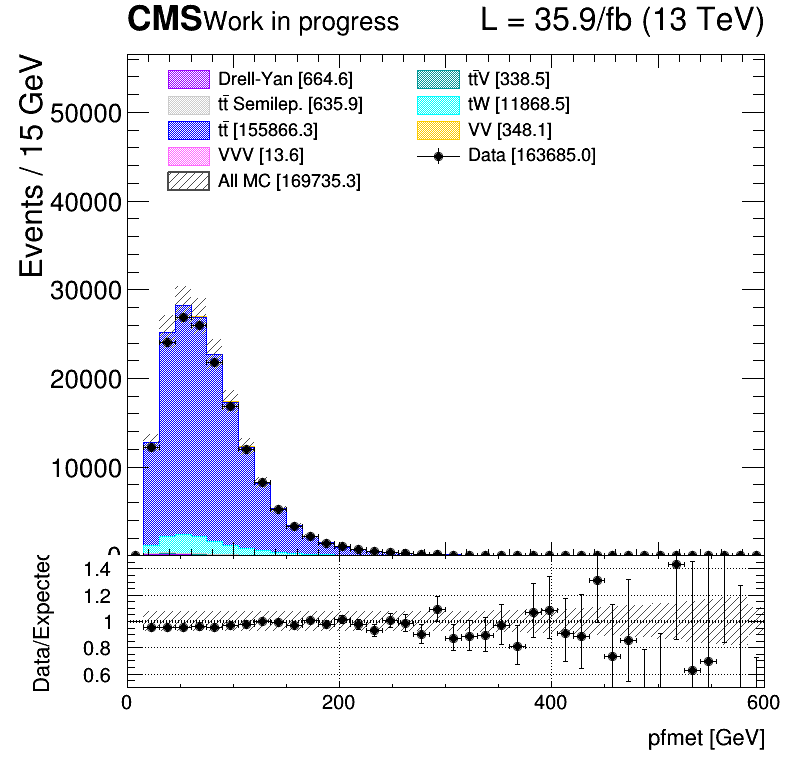 CMS Work in progress L = 35.9/fb (13 TeV)
Drell-Yan [664.6] tt̄V [338.5]
tt̄ Semilep. [635.9] tW [11868.5]
tt̄ [155866.3] VV [348.1]
VVV [13.6] Data [163685.0]
All MC [169735.3]
Events / 15 GeV
50000
40000
30000
20000
10000
0
Data/Expected
1.4
1.2
1
0.8
0.6
0 200 400 600
pfmet [GeV]